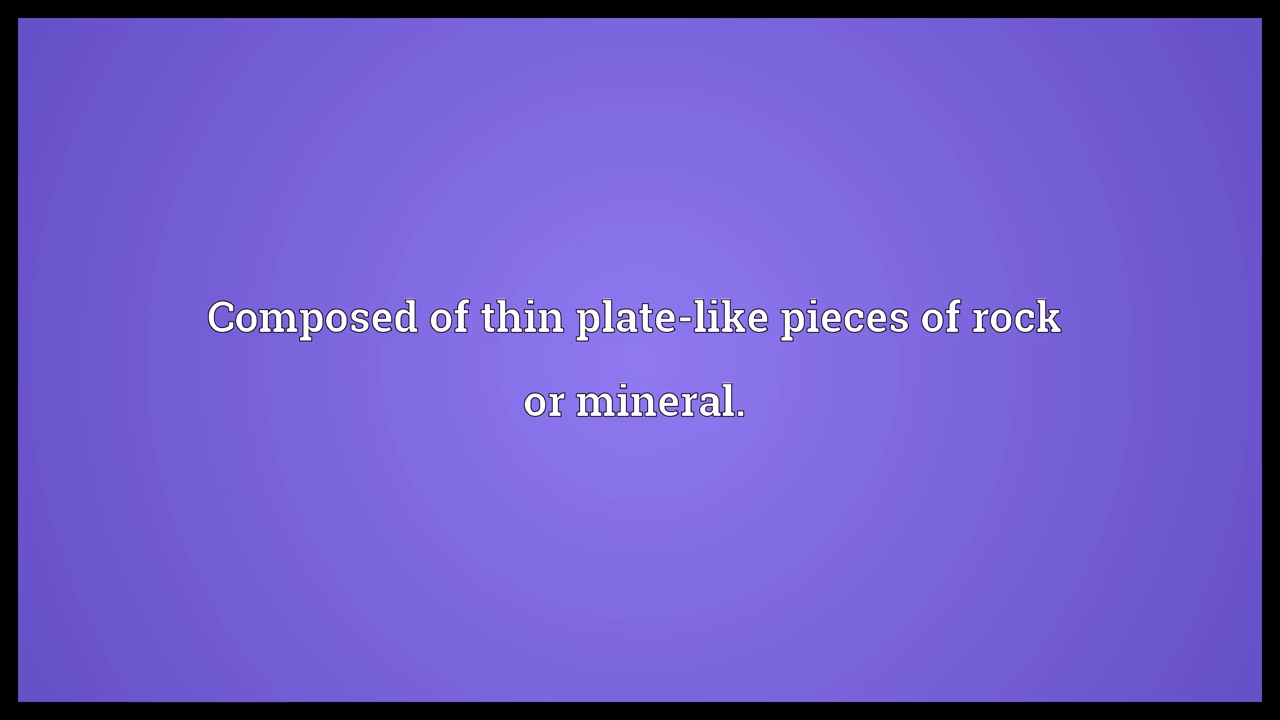 Composed of thin plate-like pieces of rock
or mineral.